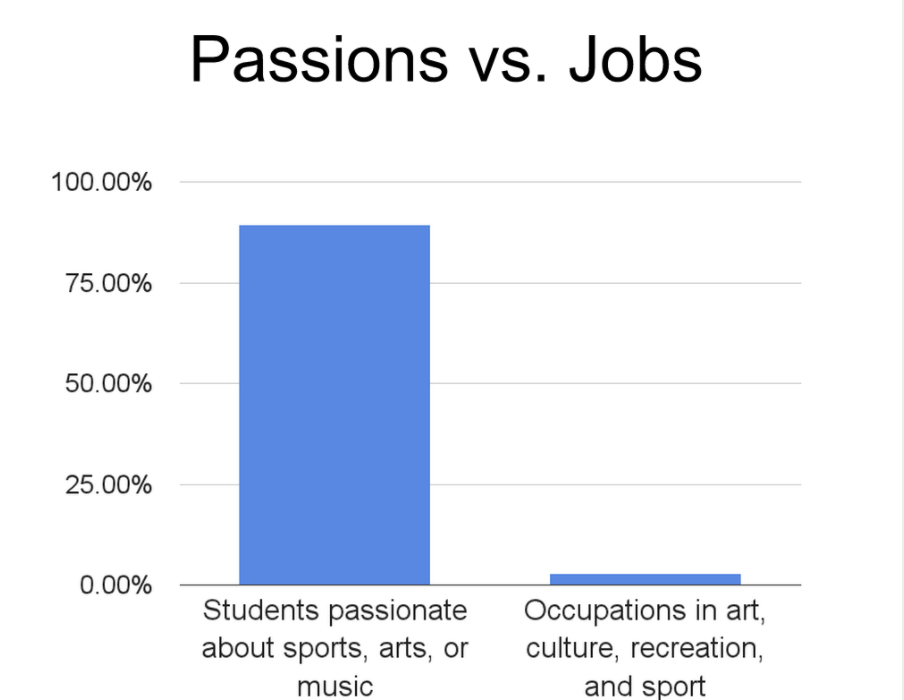 Passions vs. Jobs
100.00%
75.00%
50.00%
25.00%
0.00%
Students passionate
about sports, arts, or
music
Occupations in art,
culture, recreation,
and sport